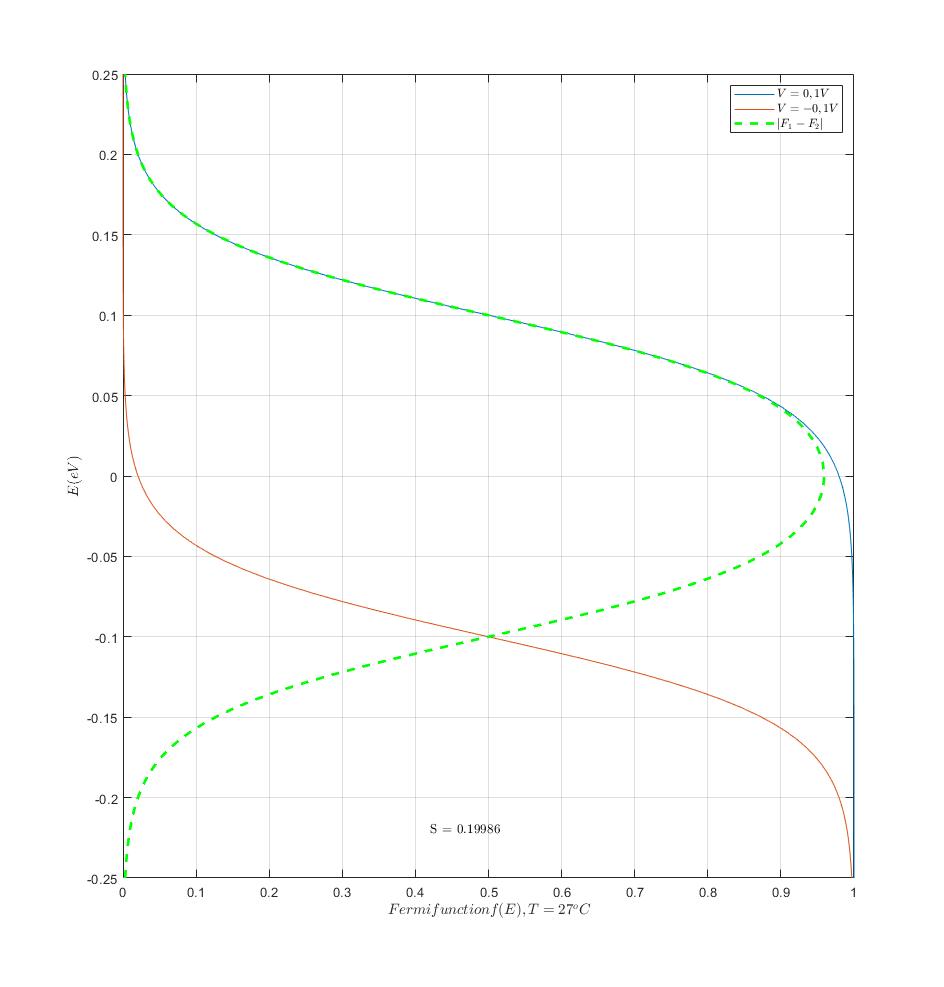 0.25
V = 0, 1V
V = −0, 1V
|F₁ − F₂|
0.2
0.15
0.1
0.05
E(eV)
0
-0.05
-0.1
-0.15
-0.2
S = 0.19986
-0.25
0 0.1 0.2 0.3 0.4 0.5 0.6 0.7 0.8 0.9 1
Fermifunctionf(E), T = 27ᵒC